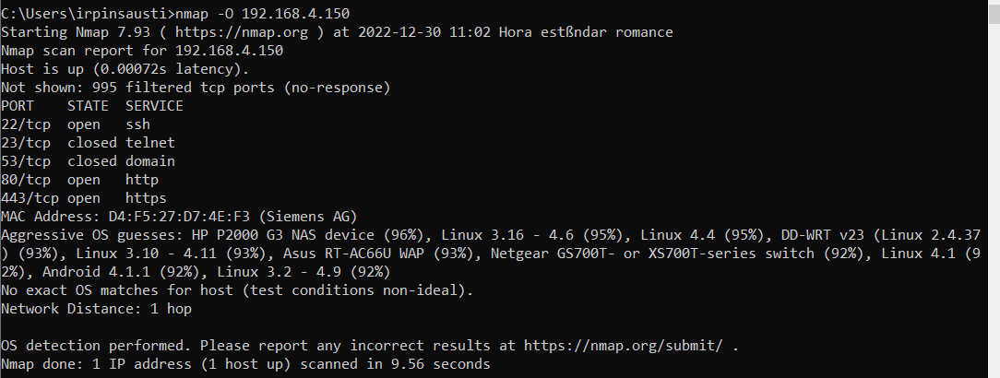 C:\Users\irpinsausti>nmap -O 192.168.4.150
Starting Nmap 7.93 ( https://nmap.org ) at 2022-12-30 11:02 Hora estßndar romance
Nmap scan report for 192.168.4.150
Host is up (0.00072s latency).
Not shown: 995 filtered tcp ports (no-response)
PORT    STATE  SERVICE
22/tcp  open   ssh
23/tcp  closed telnet
53/tcp  closed domain
80/tcp  open   http
443/tcp open   https
MAC Address: D4:F5:27:D7:4E:F3 (Siemens AG)
Aggressive OS guesses: HP P2000 G3 NAS device (96%), Linux 3.16 - 4.6 (95%), Linux 4.4 (95%), DD-WRT v23 (Linux 2.4.37
) (93%), Linux 3.10 - 4.11 (93%), Asus RT-AC66U WAP (93%), Netgear GS700T- or XS700T-series switch (92%), Linux 4.1 (9
2%), Android 4.1.1 (92%), Linux 3.2 - 4.9 (92%)
No exact OS matches for host (test conditions non-ideal).
Network Distance: 1 hop
OS detection performed. Please report any incorrect results at https://nmap.org/submit/ .
Nmap done: 1 IP address (1 host up) scanned in 9.56 seconds